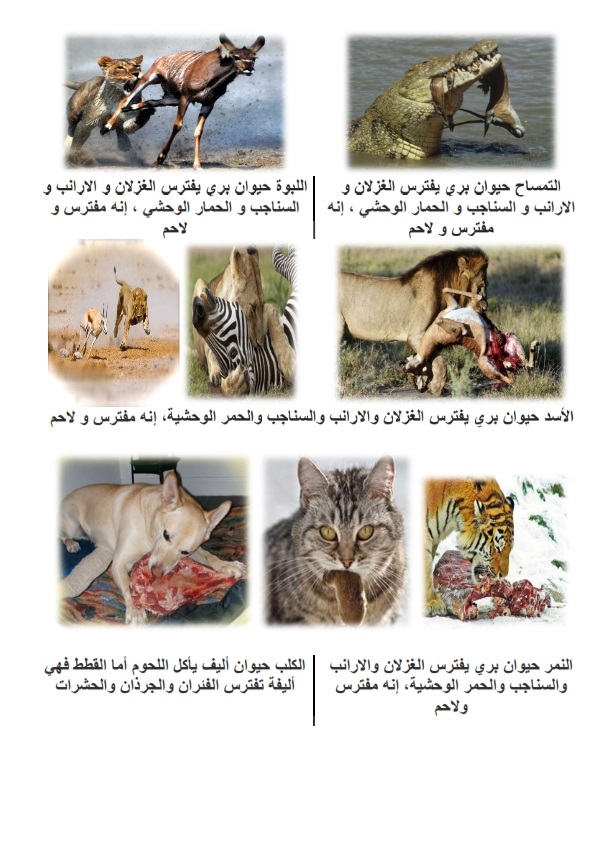 التمساح حيوان بري يفترس الغزلان و
الارانب و السناجب و الحمار الوحشي ، إنه
مفترس و لاحم
اللبوة حيوان بري يفترس الغزلان و الارانب و
السناجب و الحمار الوحشي ، إنه مفترس و
لاحم
الأسد حيوان بري يفترس الغزلان والارانب والسناجب والحمر الوحشية، إنه مفترس و لاحم
النمر حيوان بري يفترس الغزلان والارانب
والسناجب والحمر الوحشية، إنه مفترس
ولاحم
الكلب حيوان أليف يأكل اللحوم أما القطط فهي
أليفة تفترس الفئران والجرذان والحشرات